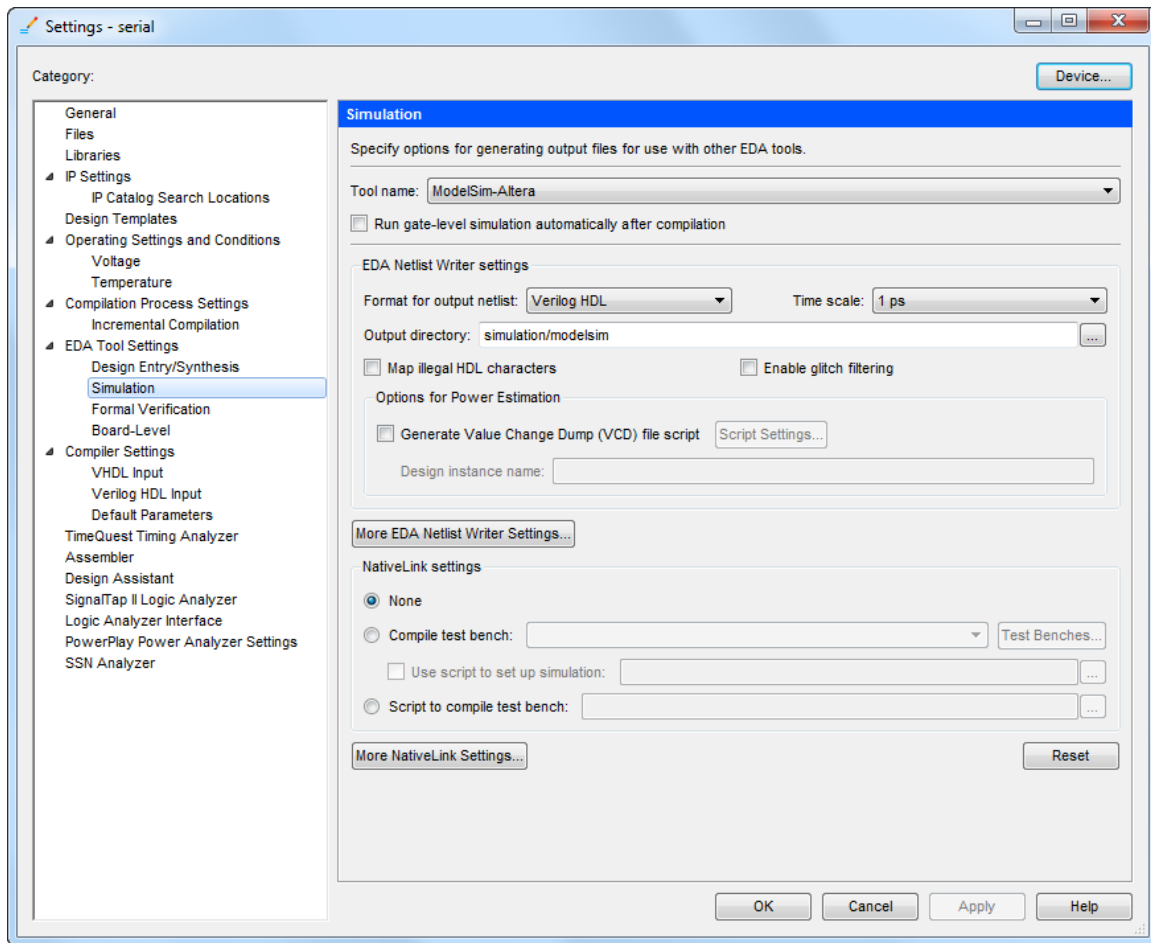 Settings - serial
Category:
Device...
General
Files
Libraries
IP Settings
IP Catalog Search Locations
Design Templates
Operating Settings and Conditions
Voltage
Temperature
Compilation Process Settings
Incremental Compilation
EDA Tool Settings
Design Entry/Synthesis
Simulation
Formal Verification
Board-Level
Compiler Settings
VHDL Input
Verilog HDL Input
Default Parameters
TimeQuest Timing Analyzer
Assembler
Design Assistant
SignalTap II Logic Analyzer
Logic Analyzer Interface
PowerPlay Power Analyzer Settings
SSN Analyzer
Simulation
Specify options for generating output files for use with other EDA tools.
Tool name: ModelSim-Altera
Run gate-level simulation automatically after compilation
EDA Netlist Writer settings
Format for output netlist: Verilog HDL Time scale: 1 ps
Output directory: simulation/modelsim ...
Map illegal HDL characters Enable glitch filtering
Options for Power Estimation
Generate Value Change Dump (VCD) file script Script Settings...
Design instance name:
More EDA Netlist Writer Settings...
NativeLink settings
None
Compile test bench: Test Benches...
Use script to set up simulation: ...
Script to compile test bench: ...
More NativeLink Settings... Reset
OK Cancel Apply Help